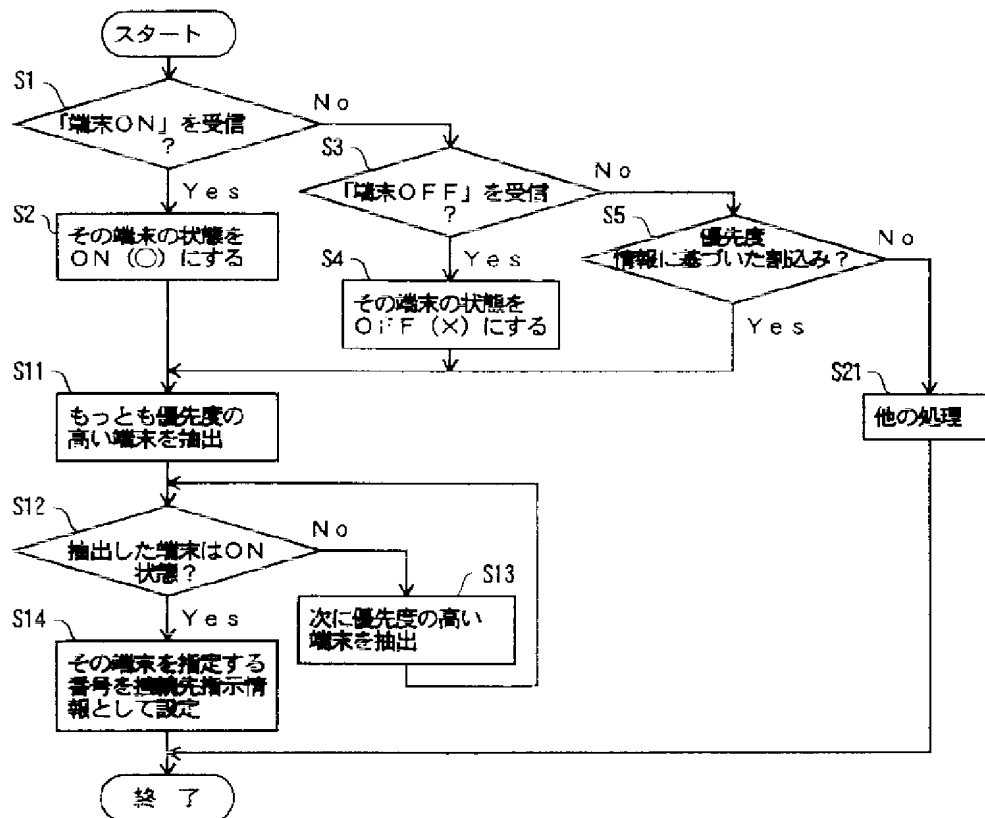 スタート
S1
「端末ON」を受信
?
No
Yes
S3
「端末OFF」を受信
?
No
Yes
S2
その端末の状態を
ON(○)にする
S4
その端末の状態を
OFF(×)にする
S5
優先度
情報に基づいた割込み?
No
Yes
S11
もっとも優先度の
高い端末を抽出
S21
他の処理
S12
抽出した端末はON
状態?
No
Yes
S13
次に優先度の高い
端末を抽出
S14
その端末を指定する
番号を接続先指示情
報として設定
終 了